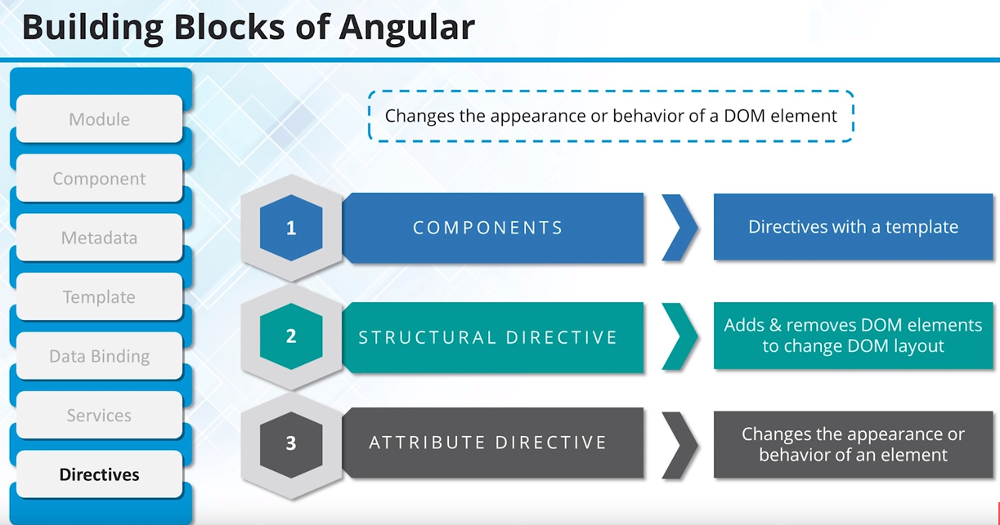 Building Blocks of Angular
Module
Component
Metadata
Template
Data Binding
Services
Directives
Changes the appearance or behavior of a DOM element
1
COMPONENTS
Directives with a template
2
STRUCTURAL DIRECTIVE
Adds & removes DOM elements
to change DOM layout
3
ATTRIBUTE DIRECTIVE
Changes the appearance or
behavior of an element